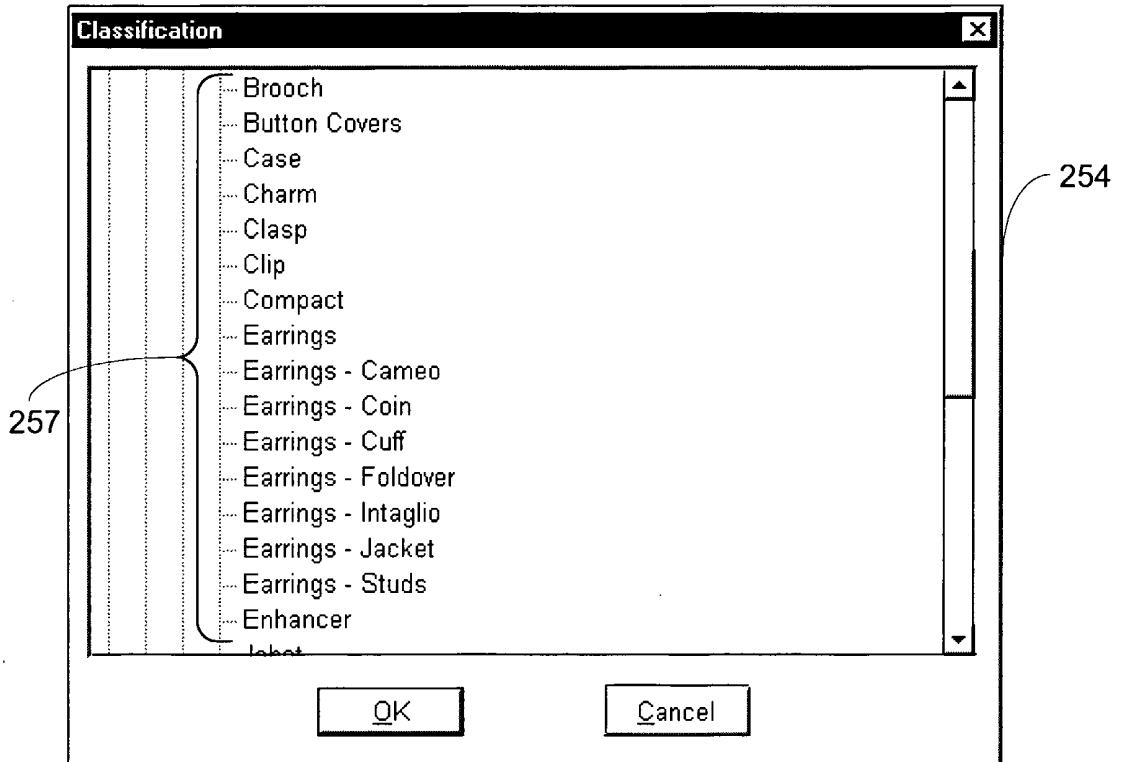 Classification
Brooch
Button Covers
Case
Charm
Clasp
Clip
Compact
Earrings
Earrings - Cameo
Earrings - Coin
Earrings - Cuff
Earrings - Foldover
Earrings - Intaglio
Earrings - Jacket
Earrings - Studs
Enhancer
OK
Cancel
254
257